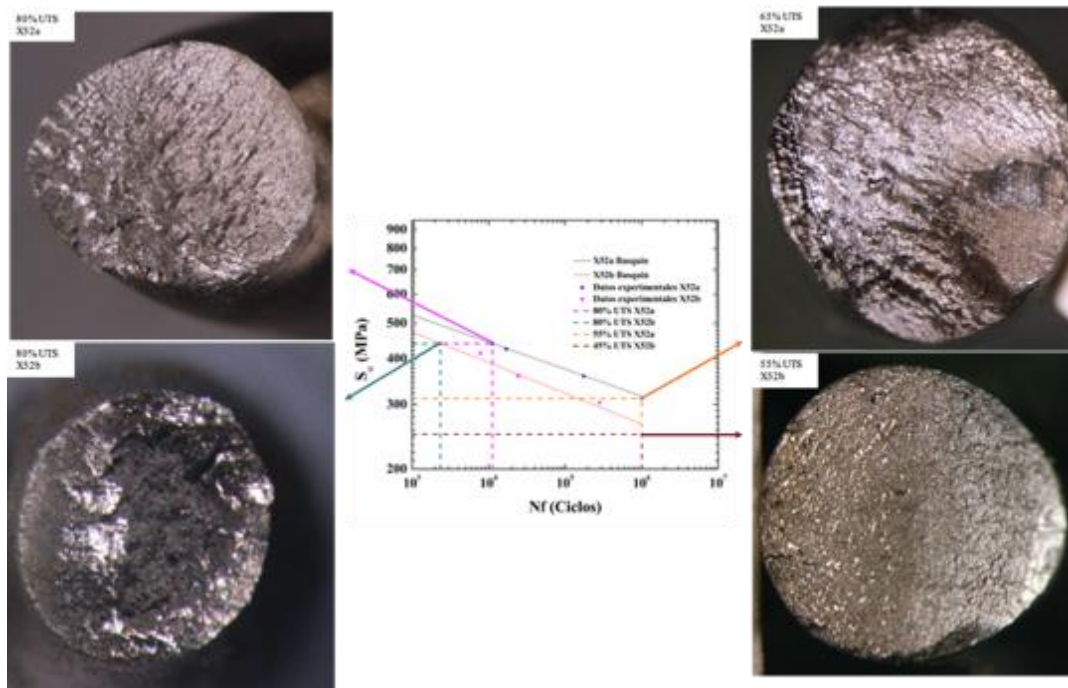 80% UTS
X52a
65% UTS
X52a
80% UTS
X52b
55% UTS
X52b
900
800
700
600
500
400
300
200
(MPa)
X52a Basquin
X52b Basquin
Datos experimentales X52a
Datos experimentales X52b
80% UTS X52a
80% UTS X52b
55% UTS X52a
45% UTS X52b
Nf (Ciclos)